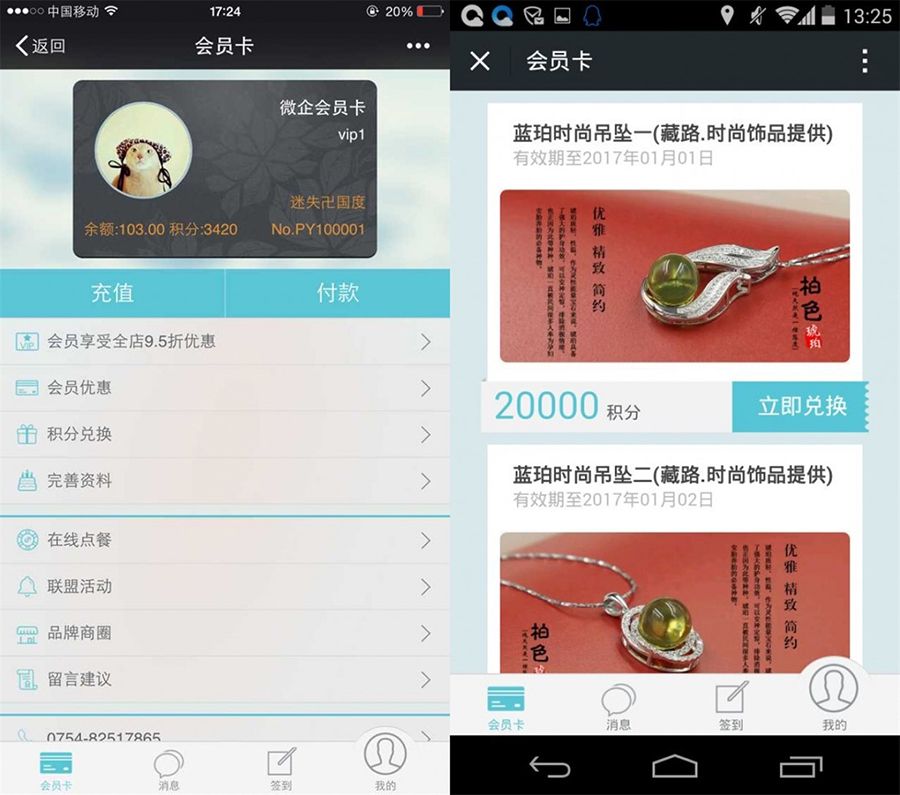 中国移动
17:24
20%
返回
会员卡
微企会员卡
vip1
迷失卍国度
余额:103.00 积分:3420
No.PY100001
充值
付款
会员享受全店9.5折优惠
会员优惠
积分兑换
完善资料
在线点餐
联盟活动
品牌商圈
留言建议
0754-82517865
会员卡
消息
签到
我的
13:25
会员卡
蓝珀时尚吊坠一(藏路.时尚饰品提供)
有效期至2017年01月01日
优雅 精致 简约
柏色
琥珀
20000 积分
立即兑换
蓝珀时尚吊坠二(藏路.时尚饰品提供)
有效期至2017年01月02日
优雅 精致 简约
柏色
会员卡
消息
签到
我的